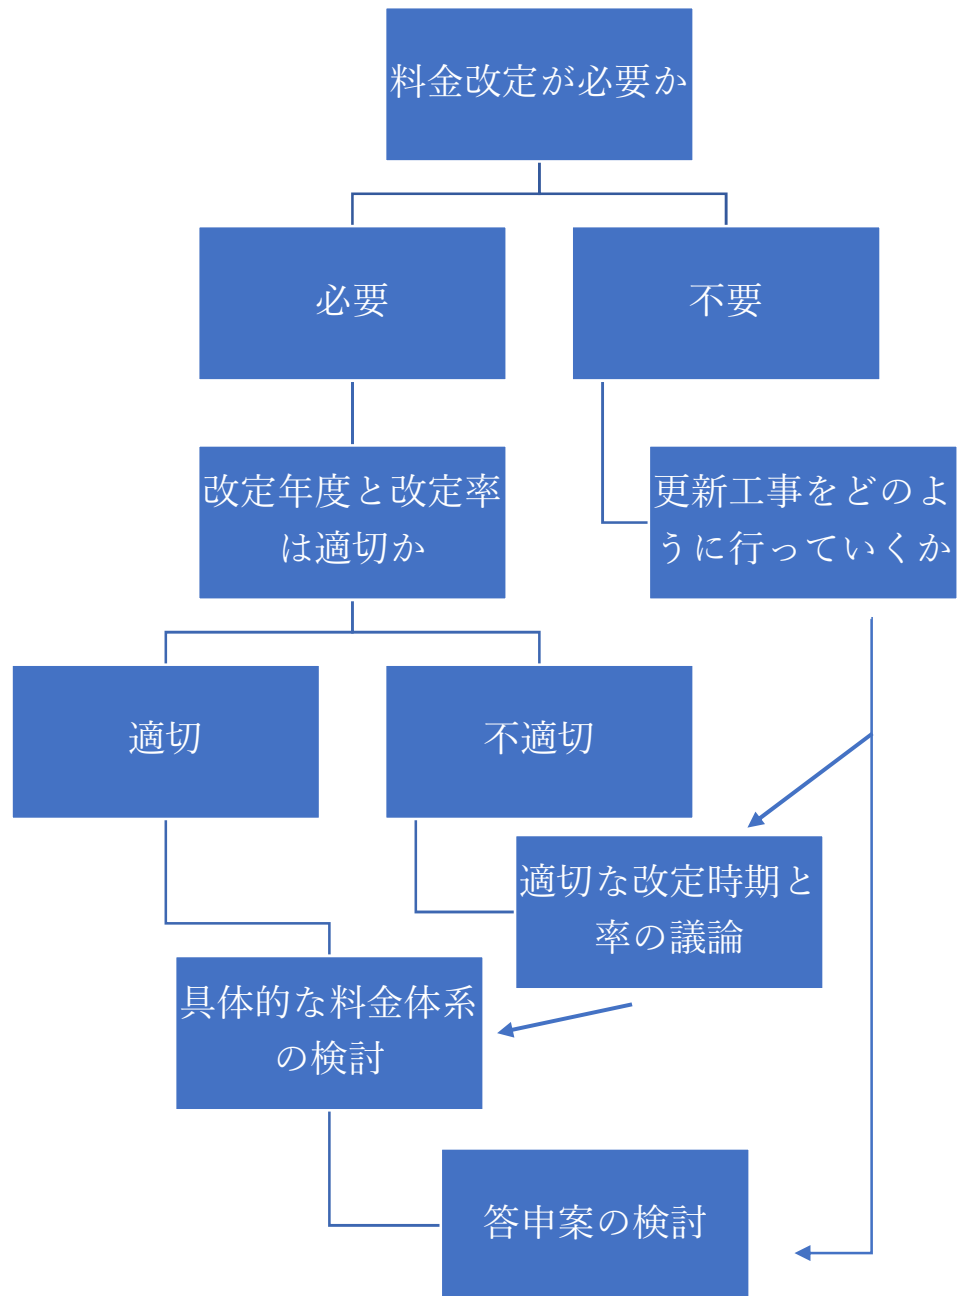 料金改定が必要か
必要
不要
改定年度と改定率
は適切か
更新工事をどのよ
うに行っていくか
適切
不適切
適切な改定時期と
率の議論
具体的な料金体系
の検討
答申案の検討